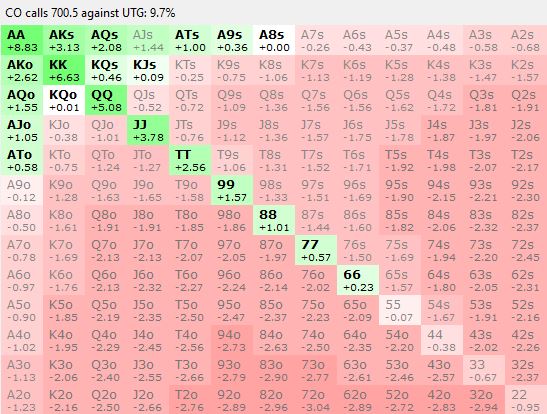 CO calls 700.5 against UTG: 9.7%
AA AKs AQs AJs ATs A9s A8s A7s A6s A5s A4s A3s A2s
+8.83 +3.13 +2.08 +1.44 +1.00 +0.36 +0.00 -0.26 -0.43 -0.37 -0.48 -0.58 -0.68
AKo KK KQs KJs KTs K9s K8s K7s K6s K5s K4s K3s K2s
+2.62 +6.63 +0.46 +0.09 -0.25 -0.75 -1.06 -1.13 -1.19 -1.28 -1.38 -1.47 -1.57
AQo KQo QQ QJs QTs Q9s Q8s Q7s Q6s Q5s Q4s Q3s Q2s
+1.55 +0.01 +5.08 -0.52 -0.72 -1.09 -1.36 -1.56 -1.56 -1.62 -1.72 -1.81 -1.91
AJo KJo QJo JJ JTs J9s J8s J7s J6s J5s J4s J3s J2s
+1.05 -0.38 -1.01 +3.78 -0.76 -1.12 -1.36 -1.57 -1.75 -1.78 -1.87 -1.97 -2.06
ATo KTo QTo JTo TT T9s T8s T7s T6s T5s T4s T3s T2s
+0.58 -0.75 -1.24 -1.27 +2.56 -1.06 -1.31 -1.52 -1.71 -1.92 -1.98 -2.07 -2.17
A9o K9o Q9o J9o T9o 99 98s 97s 96s 95s 94s 93s 92s
-0.12 -1.28 -1.63 -1.65 -1.58 +1.57 -1.33 -1.51 -1.69 -1.90 -2.15 -2.21 -2.30
A8o K8o Q8o J8o T8o 98o 88 87s 86s 85s 84s 83s 82s
-0.50 -1.61 -1.91 -1.91 -1.85 -1.86 +1.01 -1.44 -1.60 -1.82 -2.06 -2.32 -2.37
A7o K7o Q7o J7o T7o 97o 87o 77 76s 75s 74s 73s 72s
-0.78 -1.69 -2.13 -2.13 -2.07 -2.05 -1.97 +0.57 -1.50 -1.69 -1.94 -2.20 -2.45
A6o K6o Q6o J6o T6o 96o 86o 76o 66 65s 64s 63s 62s
-0.97 -1.76 -2.13 -2.32 -2.27 -2.24 -2.14 -2.02 +0.23 -1.57 -1.80 -2.05 -2.31
A5o K5o Q5o J5o T5o 95o 85o 75o 65o 55 54s 53s 52s
-0.90 -1.85 -2.19 -2.35 -2.50 -2.47 -2.37 -2.23 -2.09 -0.07 -1.67 -1.91 -2.16
A4o K4o Q4o J4o T4o 94o 84o 74o 64o 54o 44 43s 42s
-1.02 -1.95 -2.29 -2.45 -2.56 -2.73 -2.63 -2.50 -2.35 -2.20 -0.38 -2.02 -2.26
A3o K3o Q3o J3o T3o 93o 83o 73o 63o 53o 43o 33 32s
-1.13 -2.06 -2.40 -2.55 -2.66 -2.79 -2.90 -2.77 -2.61 -2.46 -2.57 -0.67 -2.37
A2o K2o Q2o J2o T2o 92o 82o 72o 62o 52o 42o 32o 22
-1.22 -2.16 -2.50 -2.66 -2.76 -2.89 -2.96 -3.04 -2.89 -2.72 -2.83 -2.94 -0.95